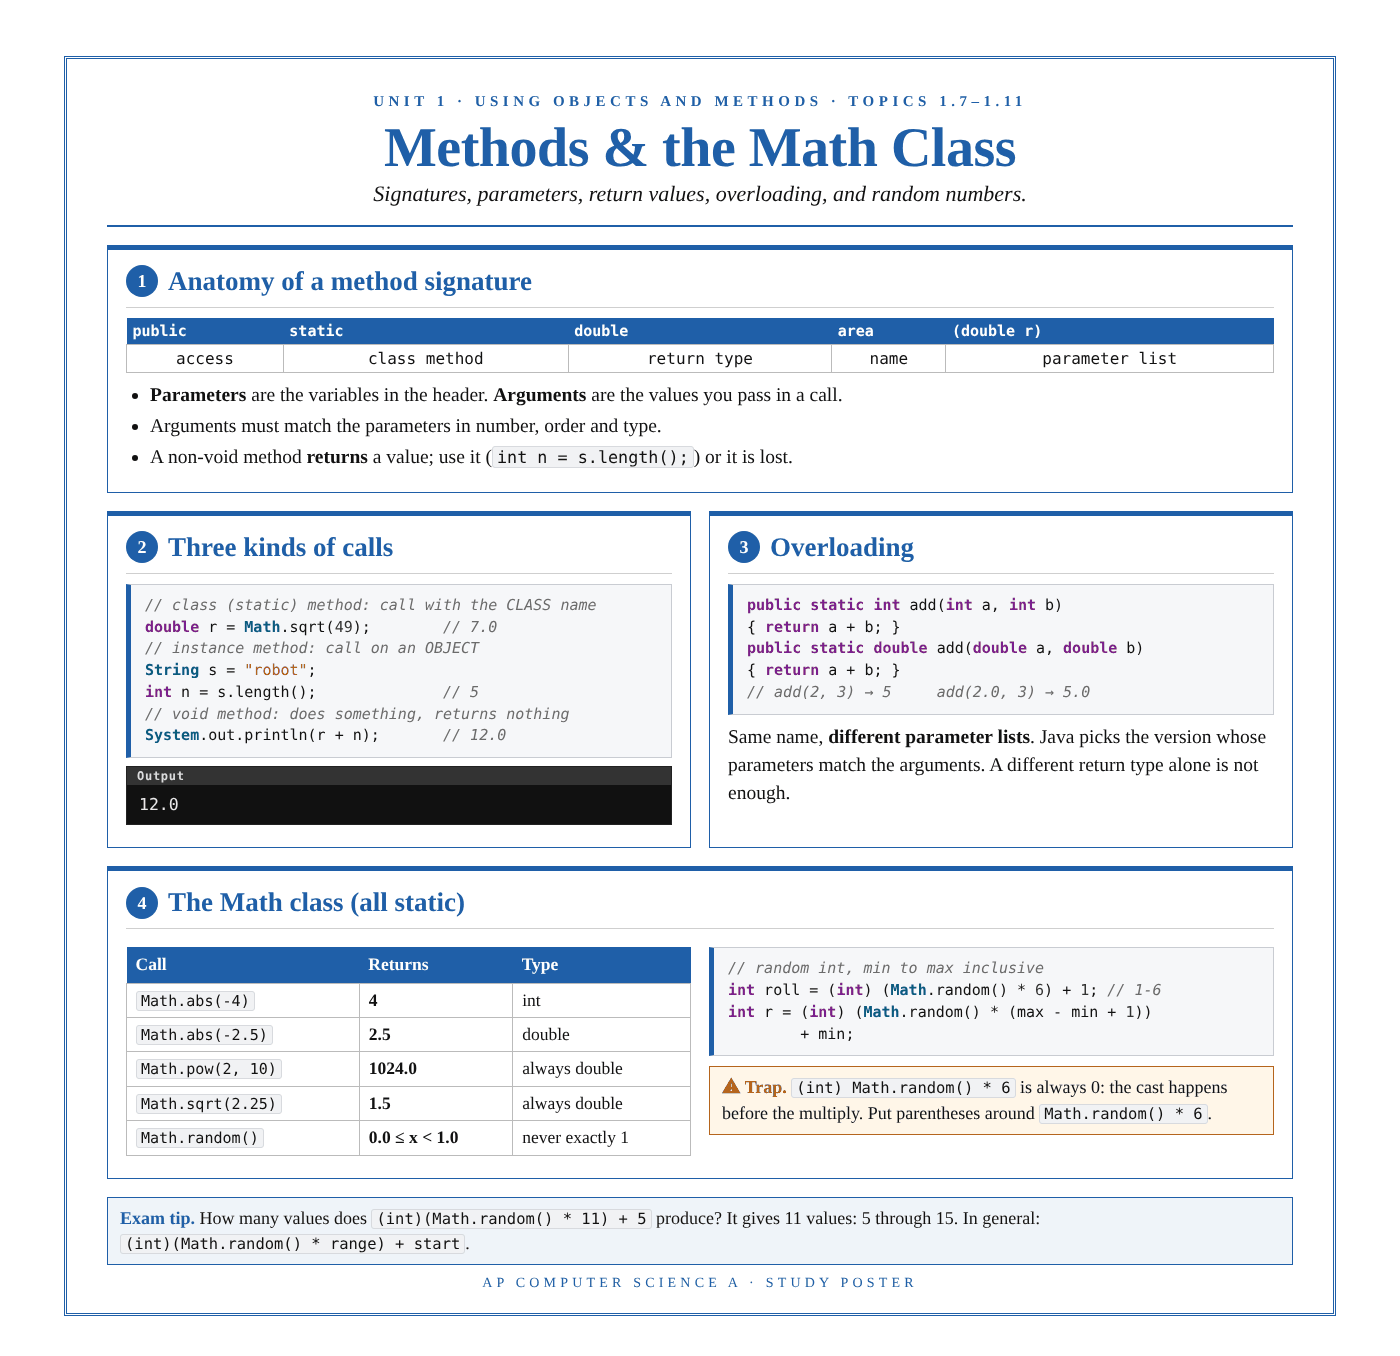 UNIT 1 · USING OBJECTS AND METHODS · TOPICS 1.7–1.11
Methods & the Math Class
Signatures, parameters, return values, overloading, and random numbers.
1 Anatomy of a method signature
public static double area (double r)
access class method return type name parameter list
• Parameters are the variables in the header. Arguments are the values you pass in a call.
• Arguments must match the parameters in number, order and type.
• A non-void method returns a value; use it (int n = s.length();) or it is lost.
2 Three kinds of calls
// class (static) method: call with the CLASS name
double r = Math.sqrt(49);        // 7.0
// instance method: call on an OBJECT
String s = "robot";
int n = s.length();              // 5
// void method: does something, returns nothing
System.out.println(r + n);       // 12.0
Output
12.0
3 Overloading
public static int add(int a, int b)
{ return a + b; }
public static double add(double a, double b)
{ return a + b; }
// add(2, 3) → 5     add(2.0, 3) → 5.0
Same name, different parameter lists. Java picks the version whose
parameters match the arguments. A different return type alone is not
enough.
4 The Math class (all static)
Call Returns Type
Math.abs(-4) 4 int
Math.abs(-2.5) 2.5 double
Math.pow(2, 10) 1024.0 always double
Math.sqrt(2.25) 1.5 always double
Math.random() 0.0 ≤ x < 1.0 never exactly 1
// random int, min to max inclusive
int roll = (int) (Math.random() * 6) + 1; // 1-6
int r = (int) (Math.random() * (max - min + 1))
        + min;
⚠ Trap. (int) Math.random() * 6 is always 0: the cast happens
before the multiply. Put parentheses around Math.random() * 6.
Exam tip. How many values does (int)(Math.random() * 11) + 5 produce? It gives 11 values: 5 through 15. In general:
(int)(Math.random() * range) + start.
AP COMPUTER SCIENCE A · STUDY POSTER